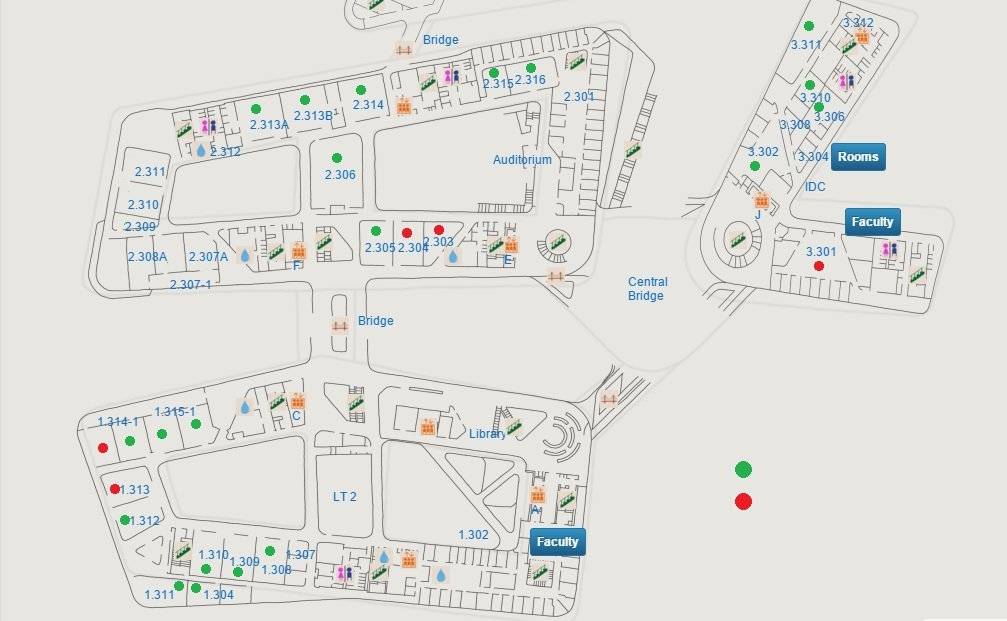 Bridge
3.312
3.311
2.315
2.316
2.301
3.310
2.314
2.313B
2.313A
3.306
3.308
2.312
3.302
3.304
Rooms
Auditorium
2.311
2.306
IDC
2.310
J
Faculty
2.309
2.305
2.304
2.303
3.301
2.308A
2.307A
F
E
2.307-1
Central
Bridge
Bridge
1.315-1
1.314-1
C
Library
1.313
LT 2
A
1.312
1.302
Faculty
1.310
1.309
1.307
1.308
1.311
1.304